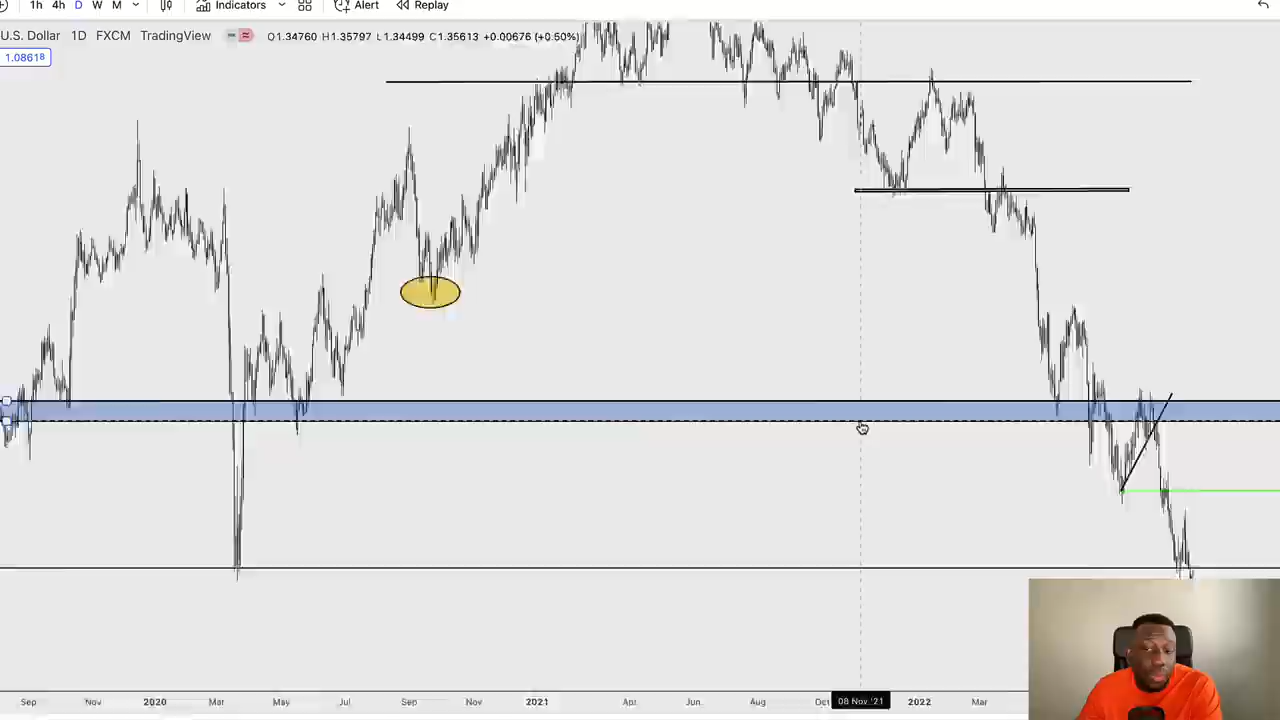 1h 4h D W M Indicators Alert Replay
U.S. Dollar 1D FXCM TradingView O1.34760 H1.35797 L1.34499 C1.35613 +0.00676 (+0.50%)
1.08618
Sep Nov 2020 Mar May Jul Sep Nov 2021 Apr Jun Aug Oct 08 Nov '21 2022 Mar